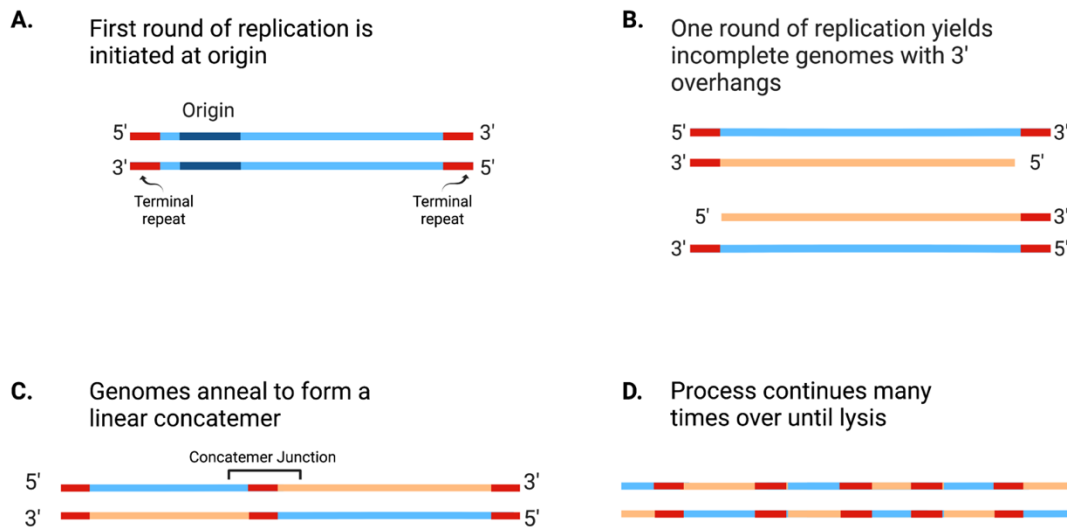 A.
First round of replication is
initiated at origin
Origin
5'
3'
3'
5'
Terminal
repeat
Terminal
repeat
B.
One round of replication yields
incomplete genomes with 3'
overhangs
5'
3'
3'
5'
5'
3'
3'
5'
C.
Genomes anneal to form a
linear concatemer
Concatemer Junction
5'
3'
3'
5'
D.
Process continues many
times over until lysis